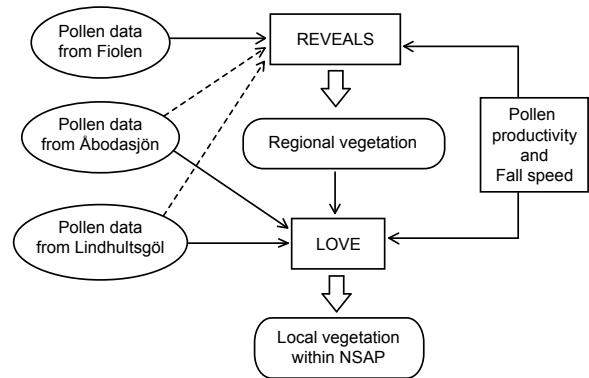 Pollen data
from Fiolen
REVEALS
Pollen data
from Åbodasjön
Regional vegetation
Pollen
productivity
and
Fall speed
Pollen data
from Lindhultsgöl
LOVE
Local vegetation
within NSAP